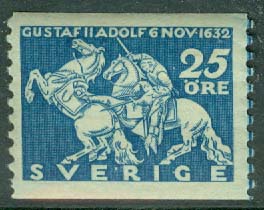 GUSTAF II ADOLF 6 NOV • 1632
25
ÖRE
SVERIGE